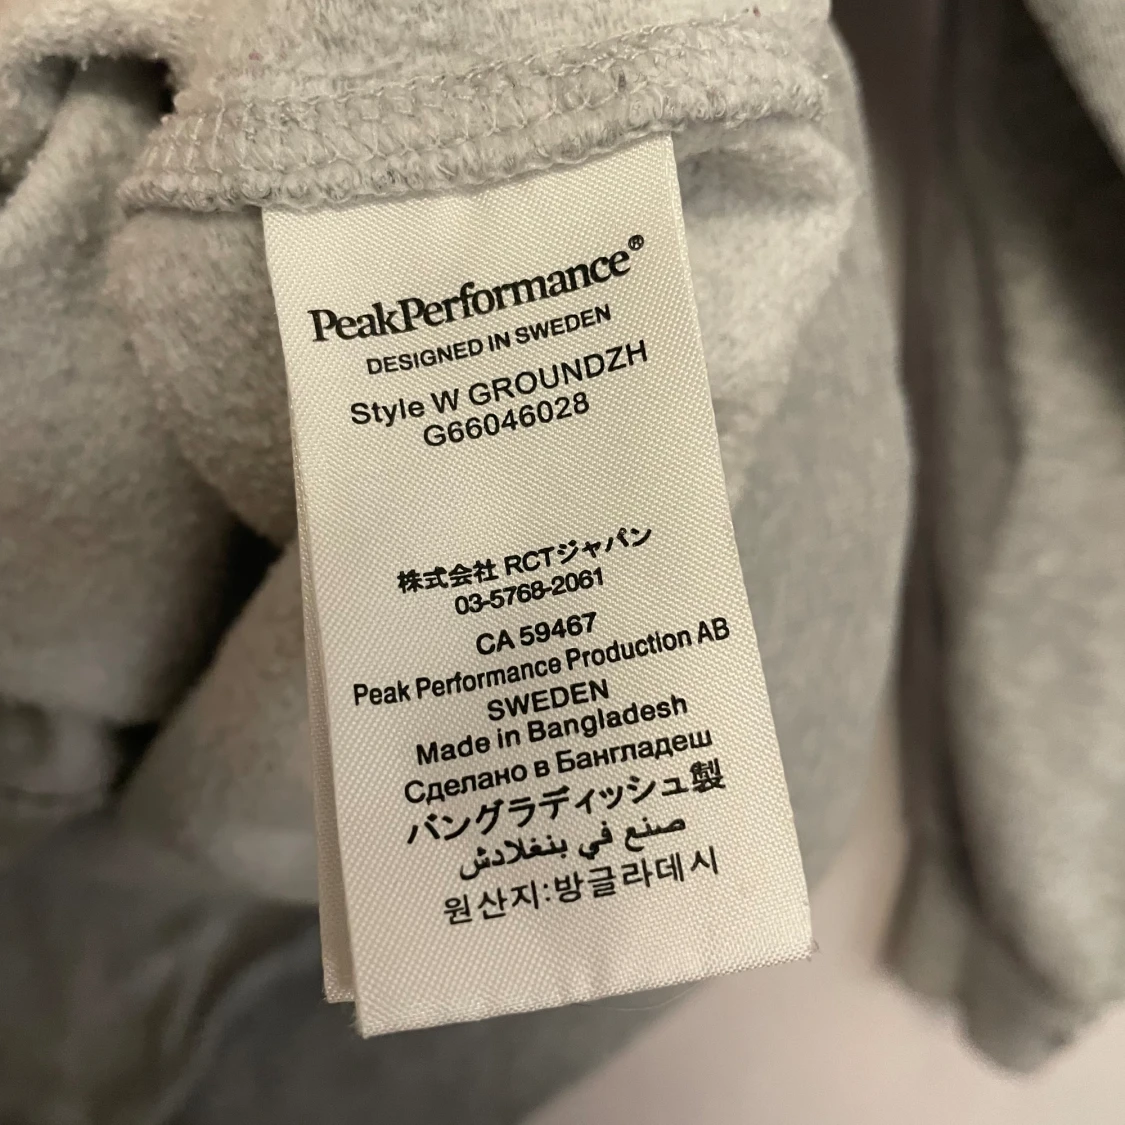 PeakPerformance®
DESIGNED IN SWEDEN
Style W GROUNDZH
G66046028
株式会社 RCTジャパン
03-5768-2061
CA 59467
Peak Performance Production AB
SWEDEN
Made in Bangladesh
Сделано в Бангладеш
バングラディッシュ製
صنع في بنغلادش
원산지:방글라데시